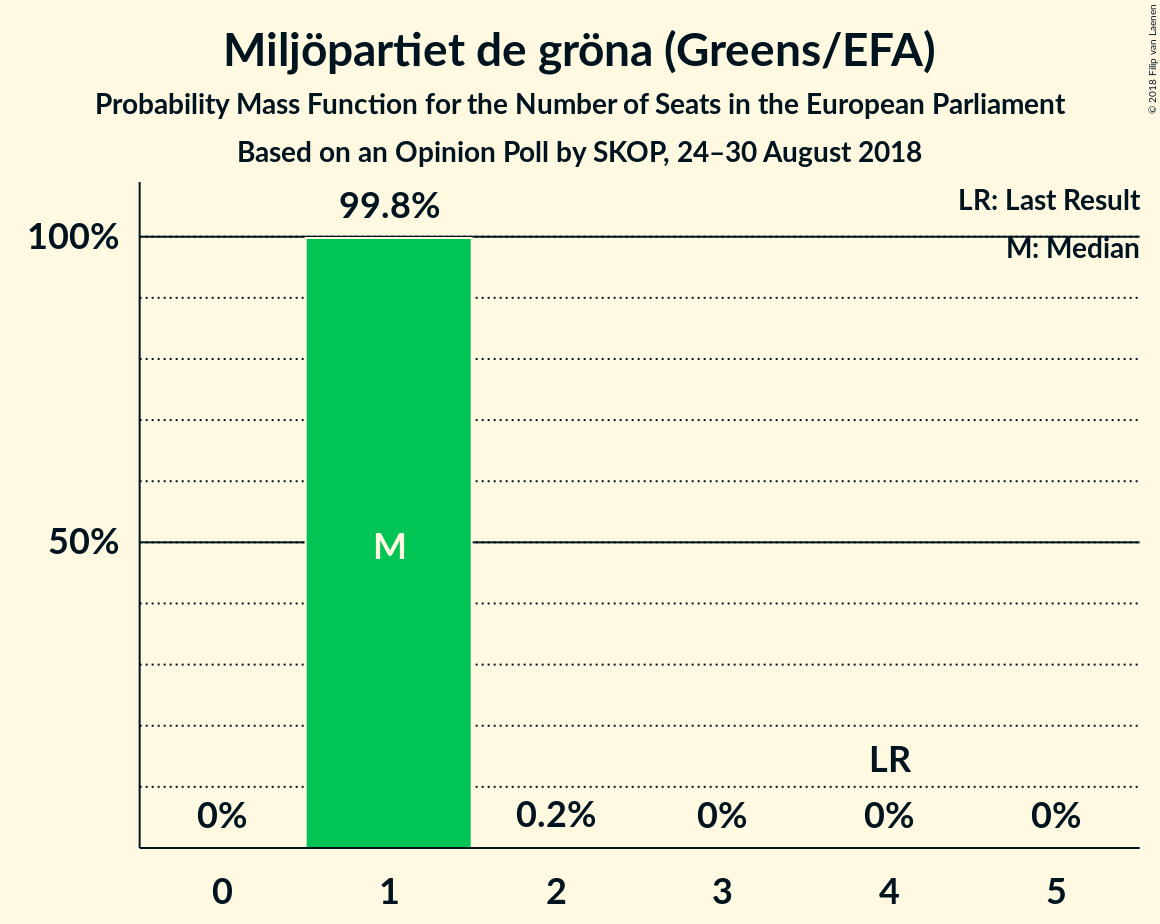 Miljöpartiet de gröna (Greens/EFA)
Probability Mass Function for the Number of Seats in the European Parliament
Based on an Opinion Poll by SKOP, 24–30 August 2018
© 2018 Filip van Laenen
LR: Last Result
M: Median
99.8%
100%
50%
M
LR
0%
0.2%
0%
0%
0%
0
1
2
3
4
5